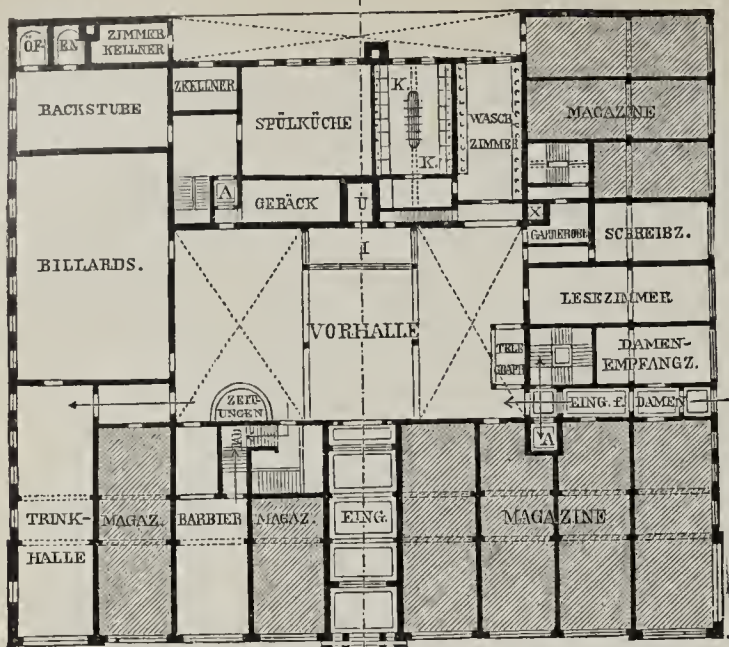 ÖF-
EN
ZIMMER
KELLNER
BACKSTUBE
Z.KELLNER
SPÜLKÜCHE
K.
K.
WASCH
ZIMMER
MAGAZINE
A
GEBÄCK
U
X
GARDEROBE
SCHREIBZ.
BILLARDS.
I
VORHALLE
LESEZIMMER
TELE
GRAPH
DAMEN-
EMPFANGZ.
ZEIT-
UNGEN
EING. f.
DAMEN
A
TRINK-
HALLE
MAGAZ.
BARBIER
MAGAZ.
EING.
MAGAZINE